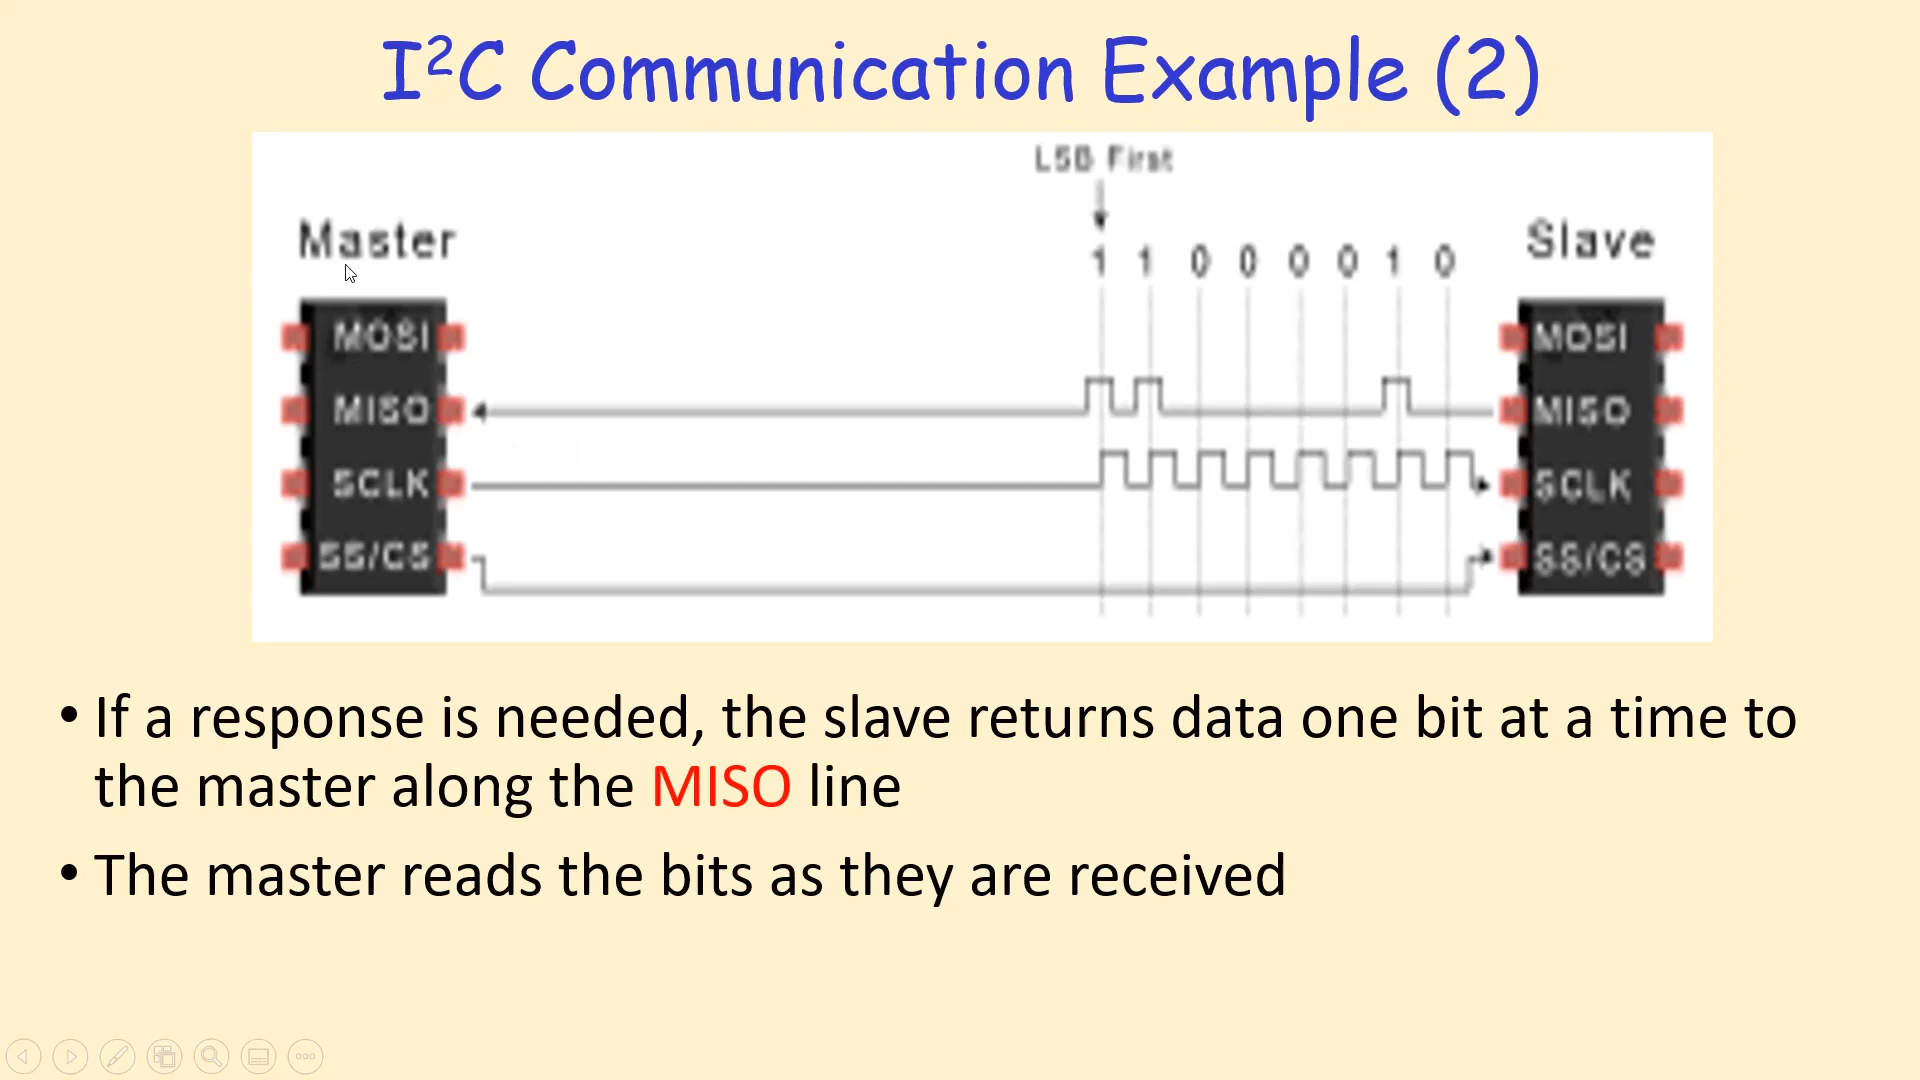 I²C Communication Example (2)
LSB First
Master
1 1 0 0 0 0 1 0
Slave
MOSI
MISO
SCLK
SS/CS
MOSI
MISO
SCLK
SS/CS
• If a response is needed, the slave returns data one bit at a time to
the master along the MISO line
• The master reads the bits as they are received